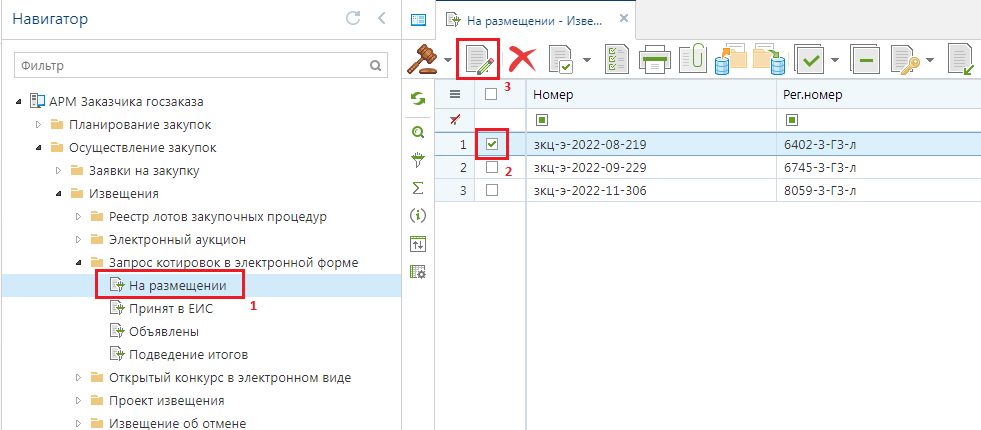 Навигатор
Фильтр
АРМ Заказчика госзаказа
Планирование закупок
Осуществление закупок
Заявки на закупку
Извещения
Реестр лотов закупочных процедур
Электронный аукцион
Запрос котировок в электронной форме
На размещении
1
Принят в ЕИС
Объявлены
Подведение итогов
Открытый конкурс в электронном виде
Проект извещения
Извещение об отмене
На размещении - Изве...
3
Номер Рег.номер
1 зкц-э-2022-08-219 6402-3-ГЗ-л
2 2 зкц-э-2022-09-229 6745-3-ГЗ-л
3 зкц-э-2022-11-306 8059-3-ГЗ-л